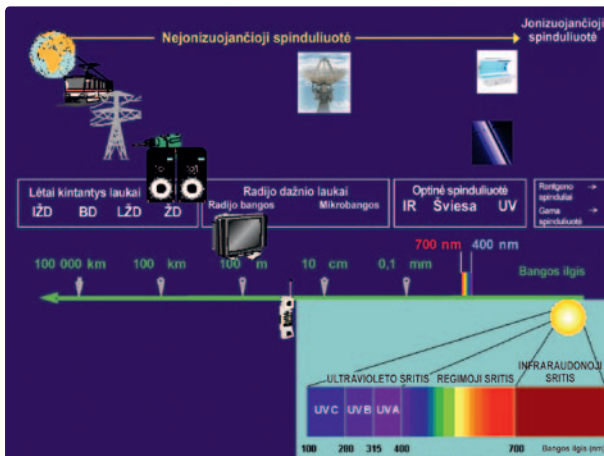 Nejonizuojančioji spinduliuotė
Jonizuojančioji
spinduliuotė
Lėtai kintantys laukai
IŽD BD LŽD ŽD
Radijo dažnio laukai
Radijo bangos Mikrobangos
Optinė spinduliuotė
IR Šviesa UV
Rentgeno
spinduliai
Gama
spinduliuotė
700 nm 400 nm
100 000 km 100 km 100 m 10 cm 0,1 mm Bangos ilgis
ULTRAVIOLETO SRITIS REGIMOJI SRITIS INFRARAUDONOJI
SRITIS
UVC UVB UVA
100 280 315 400 700 Bangos ilgis (nm)